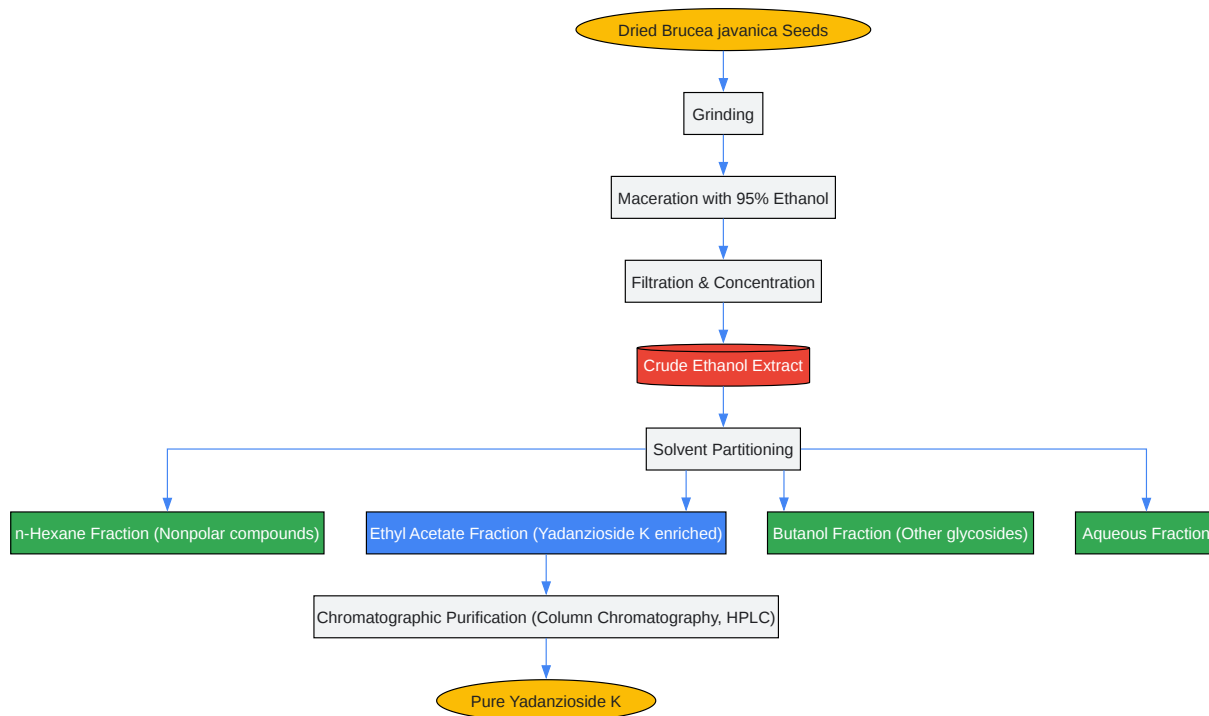 Dried Brucea javanica Seeds
Grinding
Maceration with 95% Ethanol
Filtration & Concentration
Crude Ethanol Extract
Solvent Partitioning
n-Hexane Fraction (Nonpolar compounds)
Ethyl Acetate Fraction (Yadanzioside K enriched)
Butanol Fraction (Other glycosides)
Aqueous Fraction
Chromatographic Purification (Column Chromatography, HPLC)
Pure Yadanzioside K